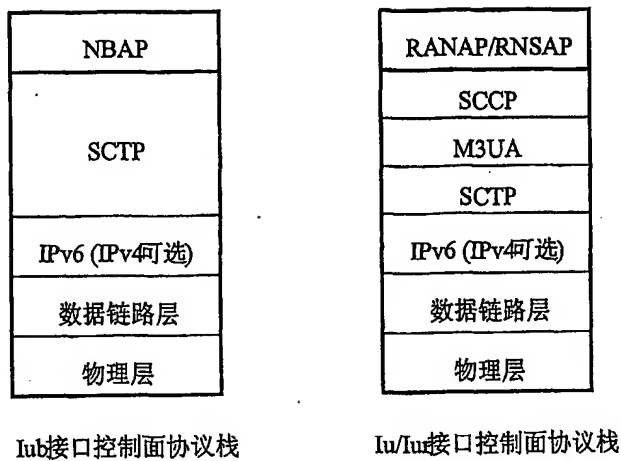 NBAP
SCTP
IPv6 (IPv4可选)
数据链路层
物理层
Iub接口控制面协议栈
RANAP/RNSAP
SCCP
M3UA
SCTP
IPv6 (IPv4可选)
数据链路层
物理层
Iu/Iur接口控制面协议栈